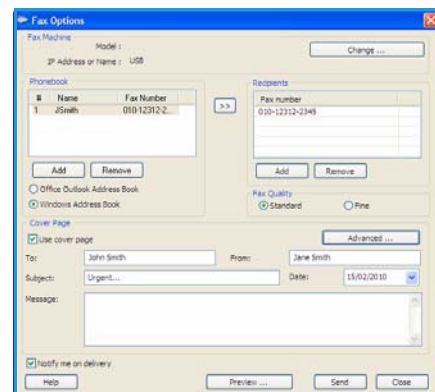 Fax Options
Fax Machine
Model :
Change ...
IP Address or Name : USB
Phonebook
# Name Fax Number
1 JSmith 010-12312-2...
Add Remove
Office Outlook Address Book
Windows Address Book
>>
Recipients
Fax number
010-12312-2345
Add Remove
Fax Quality
Standard Fine
Cover Page
Use cover page
Advanced ...
To: John Smith From: Jane Smith
Subject: Urgent... Date: 15/02/2010
Message:
Notify me on delivery
Help Preview ... Send Close